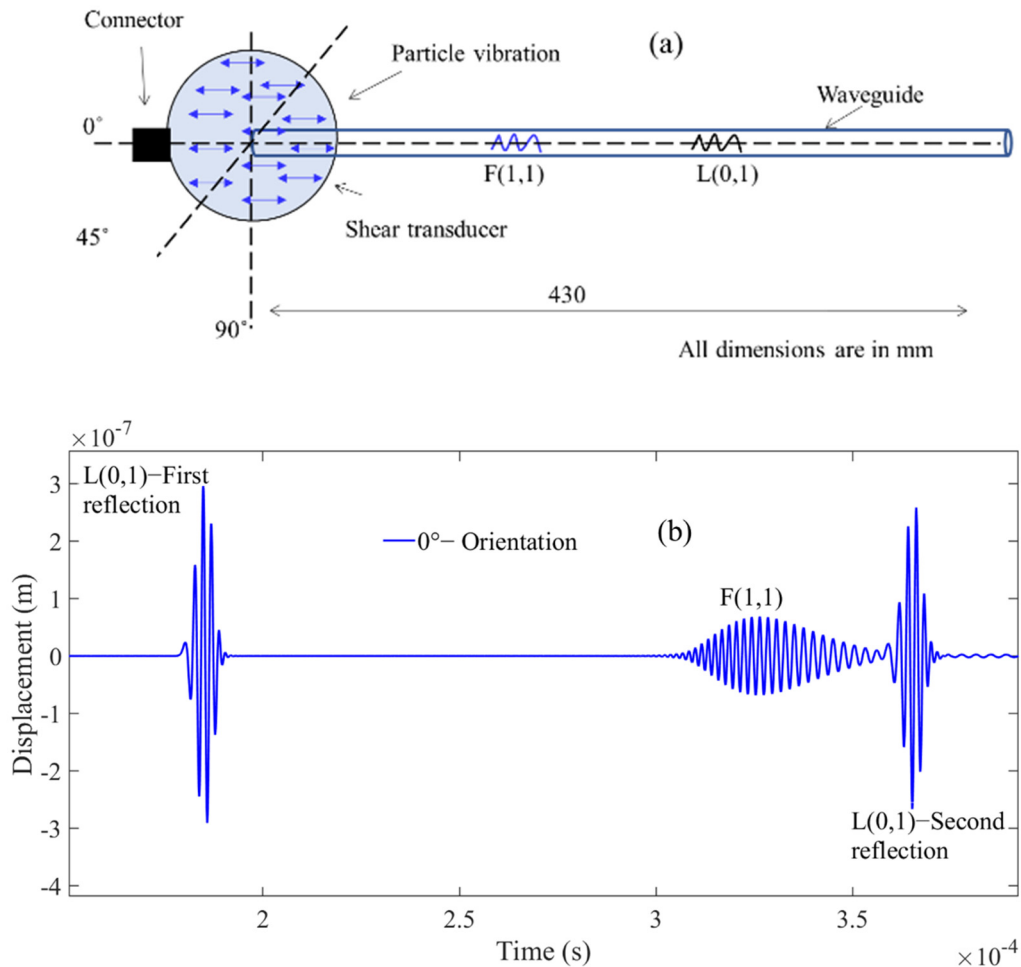 Connector
(a)
Particle vibration
Waveguide
0°
F(1,1)
L(0,1)
Shear transducer
45°
430
90°
All dimensions are in mm
×10⁻⁷
L(0,1)−First
reflection
(b)
0°− Orientation
F(1,1)
L(0,1)−Second
reflection
3
2
1
0
-1
-2
-3
-4
Displacement (m)
2
2.5
3
3.5
Time (s)
×10⁻⁴